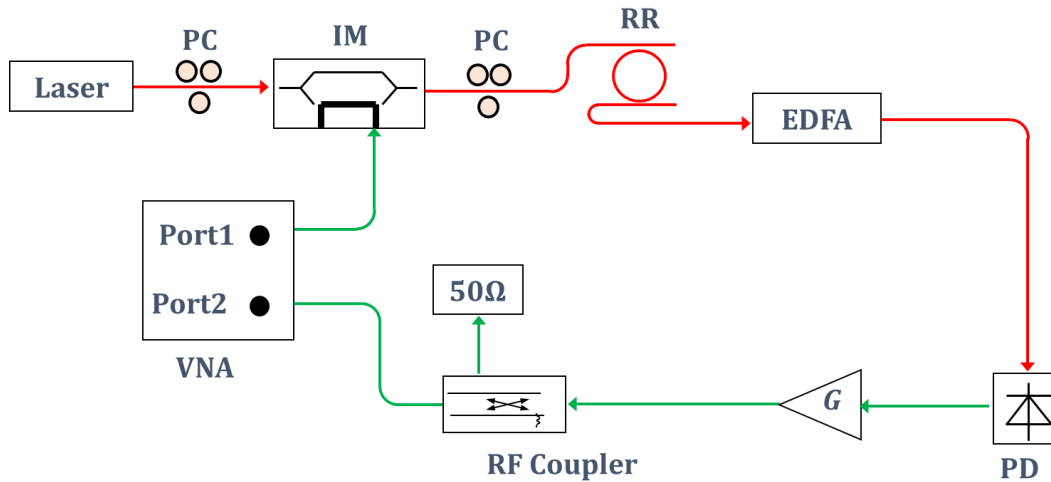 PC
IM
PC
RR
Laser
EDFA
Port1
Port2
VNA
50Ω
G
RF Coupler
PD